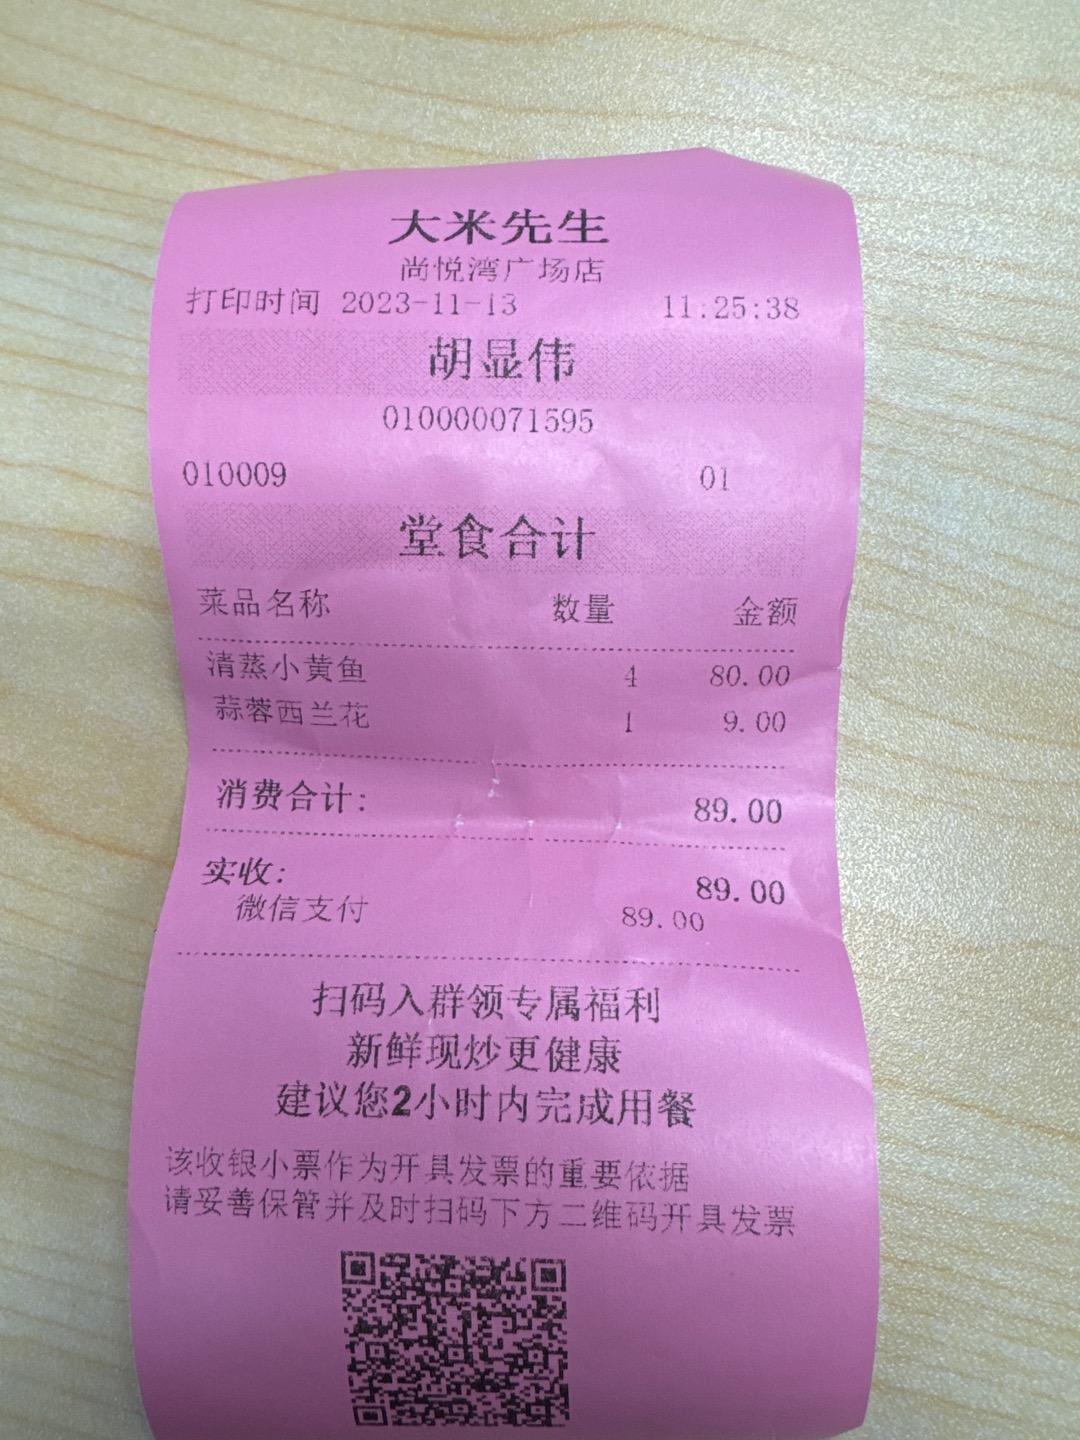 大米先生
尚悦湾广场店
打印时间 2023-11-13 11:25:38
胡显伟
010000071595
010009 01
堂食合计
菜品名称 数量 金额
清蒸小黄鱼 4 80.00
蒜蓉西兰花 1 9.00
消费合计: 89.00
实收: 89.00
微信支付 89.00
扫码入群领专属福利
新鲜现炒更健康
建议您2小时内完成用餐
该收银小票作为开具发票的重要依据
请妥善保管并及时扫码下方二维码开具发票